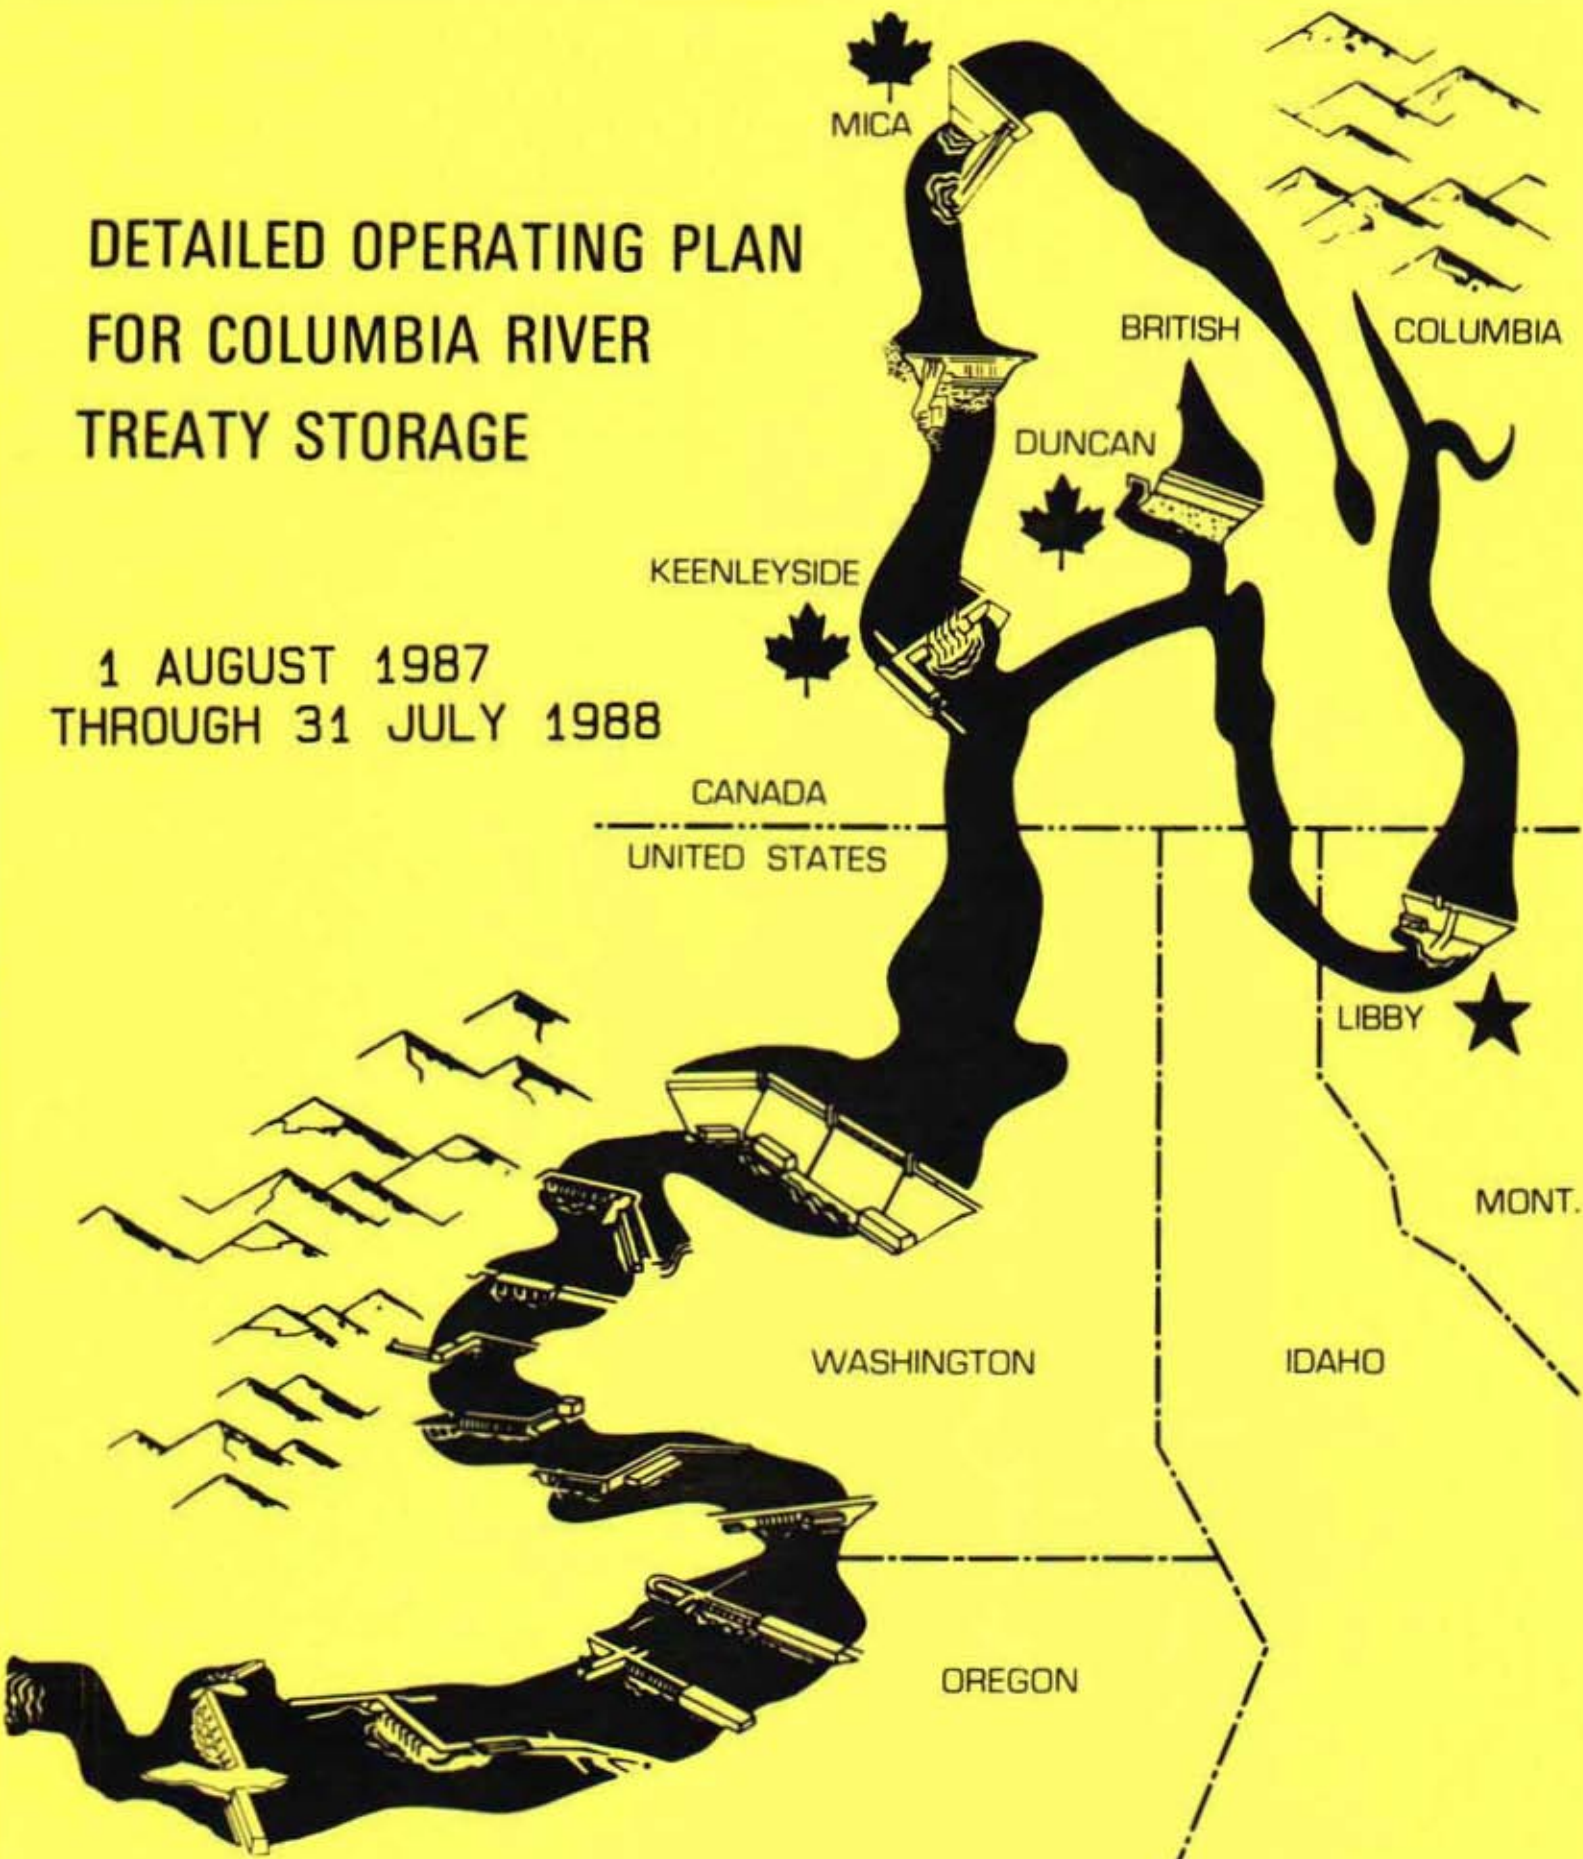 MICA
DETAILED OPERATING PLAN
FOR COLUMBIA RIVER
TREATY STORAGE
BRITISH COLUMBIA
DUNCAN
KEENLEYSIDE
1 AUGUST 1987
THROUGH 31 JULY 1988
CANADA
UNITED STATES
LIBBY
MONT.
WASHINGTON
IDAHO
OREGON